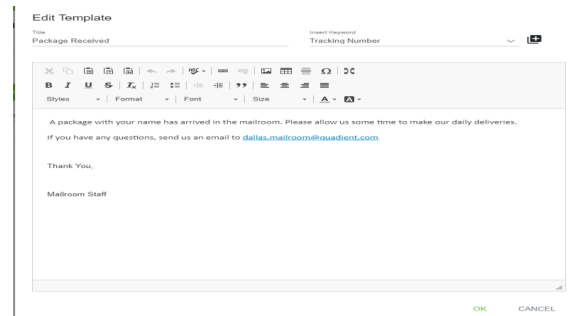 Edit Template
Title
Insert Keyword
Package Received
Tracking Number
Styles Format Font Size
A package with your name has arrived in the mailroom. Please allow us some time to make our daily deliveries.
If you have any questions, send us an email to dallas.mailroom@quadient.com.
Thank You,
Mailroom Staff
OK CANCEL